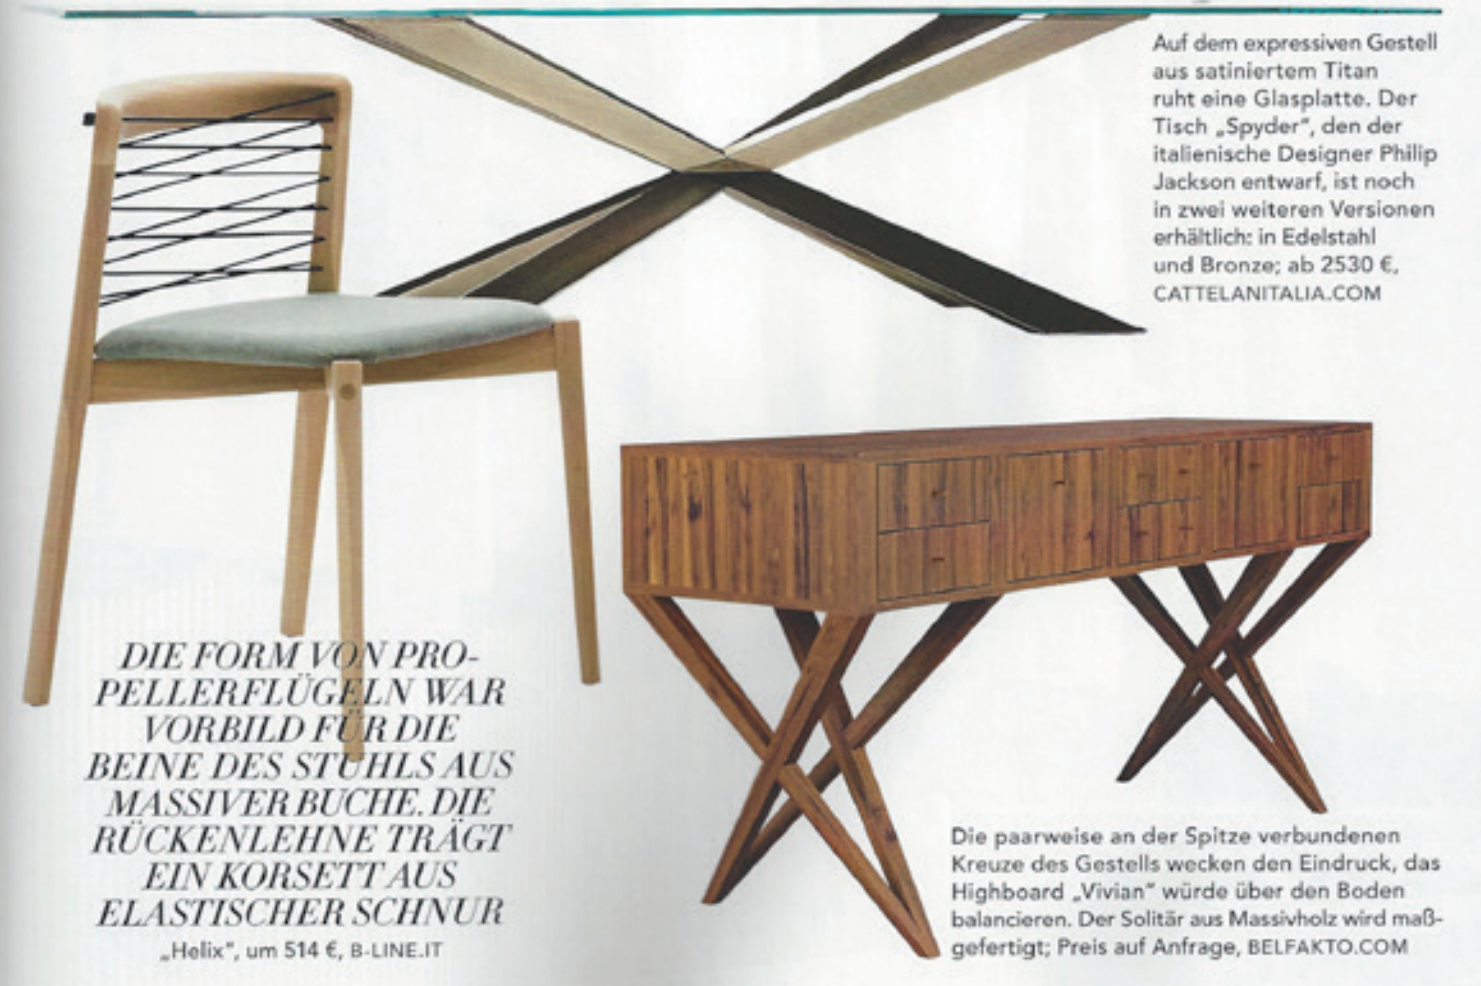 Auf dem expressiven Gestell
aus satiniertem Titan
ruht eine Glasplatte. Der
Tisch „Spyder“, den der
italienische Designer Philip
Jackson entwarf, ist noch
in zwei weiteren Versionen
erhältlich: in Edelstahl
und Bronze; ab 2530 €,
CATTELANITALIA.COM
DIE FORM VON PRO-
PELLERFLÜGELN WAR
VORBILD FÜR DIE
BEINE DES STUHLS AUS
MASSIVER BUCHE. DIE
RÜCKENLEHNE TRÄGT
EIN KORSETT AUS
ELASTISCHER SCHNUR
„Helix“, um 514 €, B-LINE.IT
Die paarweise an der Spitze verbundenen
Kreuze des Gestells wecken den Eindruck, das
Highboard „Vivian“ würde über den Boden
balancieren. Der Solitär aus Massivholz wird maß-
gefertigt; Preis auf Anfrage, BELFAKTO.COM